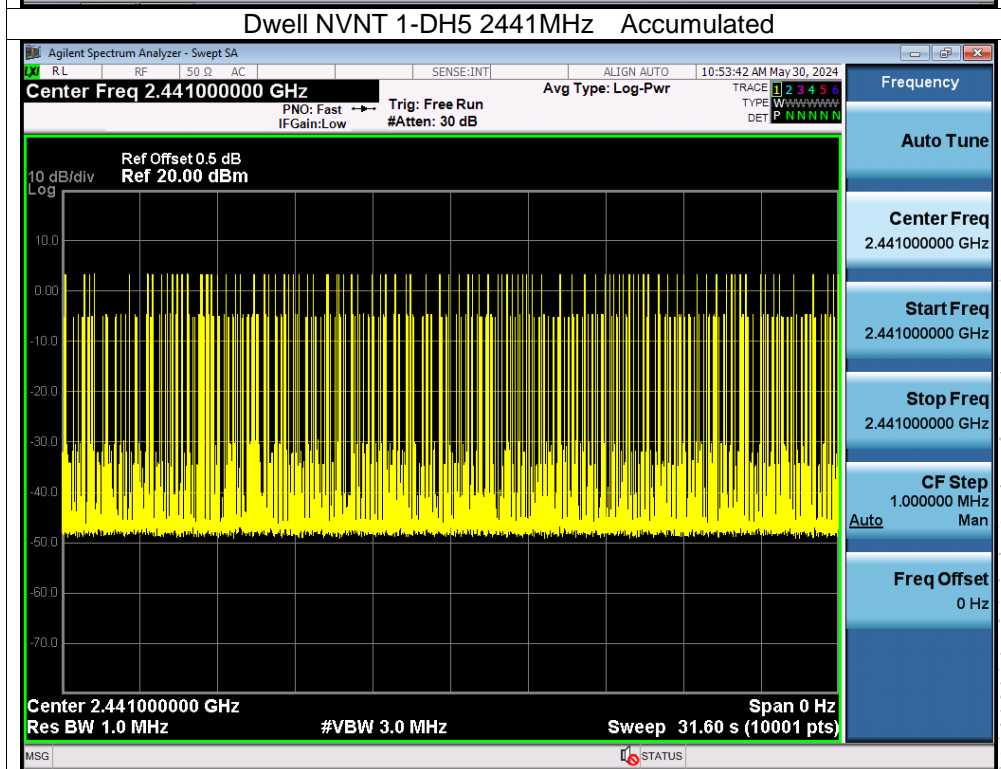 Dwell NVNT 1-DH5 2441MHz Accumulated
Agilent Spectrum Analyzer - Swept SA
LXI RL RF 50 Ω AC SENSE:INT ALIGN AUTO 10:53:42 AM May 30, 2024
Center Freq 2.441000000 GHz
PNO: Fast
IFGain:Low
Trig: Free Run
#Atten: 30 dB
Avg Type: Log-Pwr
TRACE 1 2 3 4 5 6
TYPE WWWWWWW
DET P N N N N N
Ref Offset 0.5 dB
10 dB/div Ref 20.00 dBm
Log
10.0
0.00
-10.0
-20.0
-30.0
-40.0
-50.0
-60.0
-70.0
Center 2.441000000 GHz Span 0 Hz
Res BW 1.0 MHz #VBW 3.0 MHz Sweep 31.60 s (10001 pts)
MSG STATUS
Frequency
Auto Tune
Center Freq
2.441000000 GHz
Start Freq
2.441000000 GHz
Stop Freq
2.441000000 GHz
CF Step
1.000000 MHz
Auto Man
Freq Offset
0 Hz